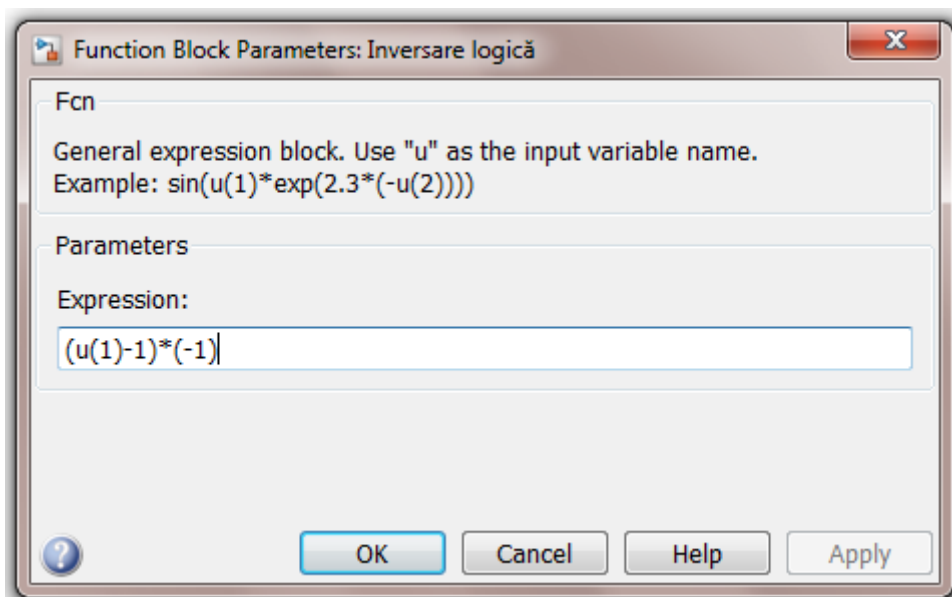 Function Block Parameters: Inversare logică
x
Fcn
General expression block. Use "u" as the input variable name.
Example: sin(u(1)*exp(2.3*(-u(2))))
Parameters
Expression:
(u(1)-1)*(-1)
?
OK
Cancel
Help
Apply